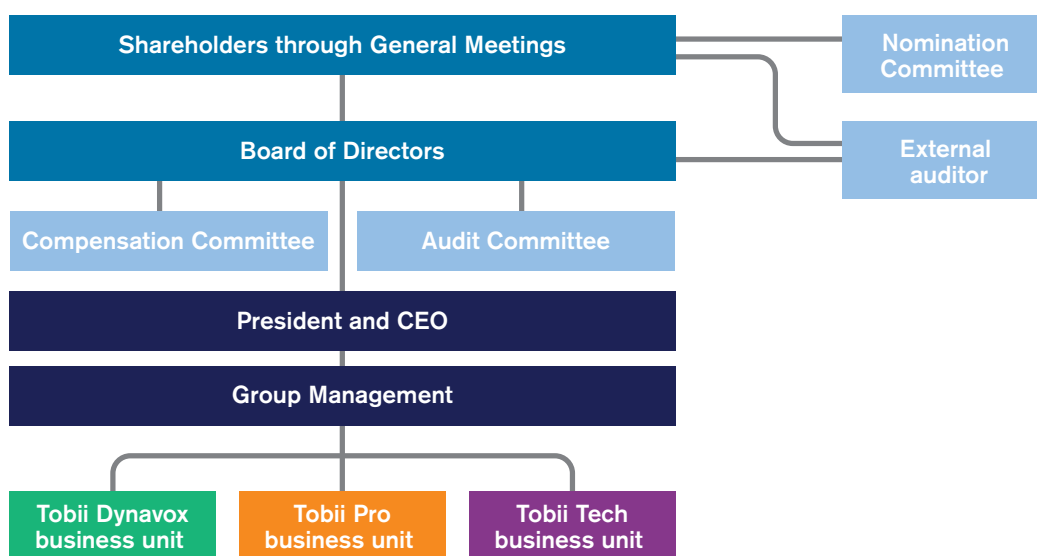 Shareholders through General Meetings
Nomination
Committee
Board of Directors
External
auditor
Compensation Committee
Audit Committee
President and CEO
Group Management
Tobii Dynavox
business unit
Tobii Pro
business unit
Tobii Tech
business unit